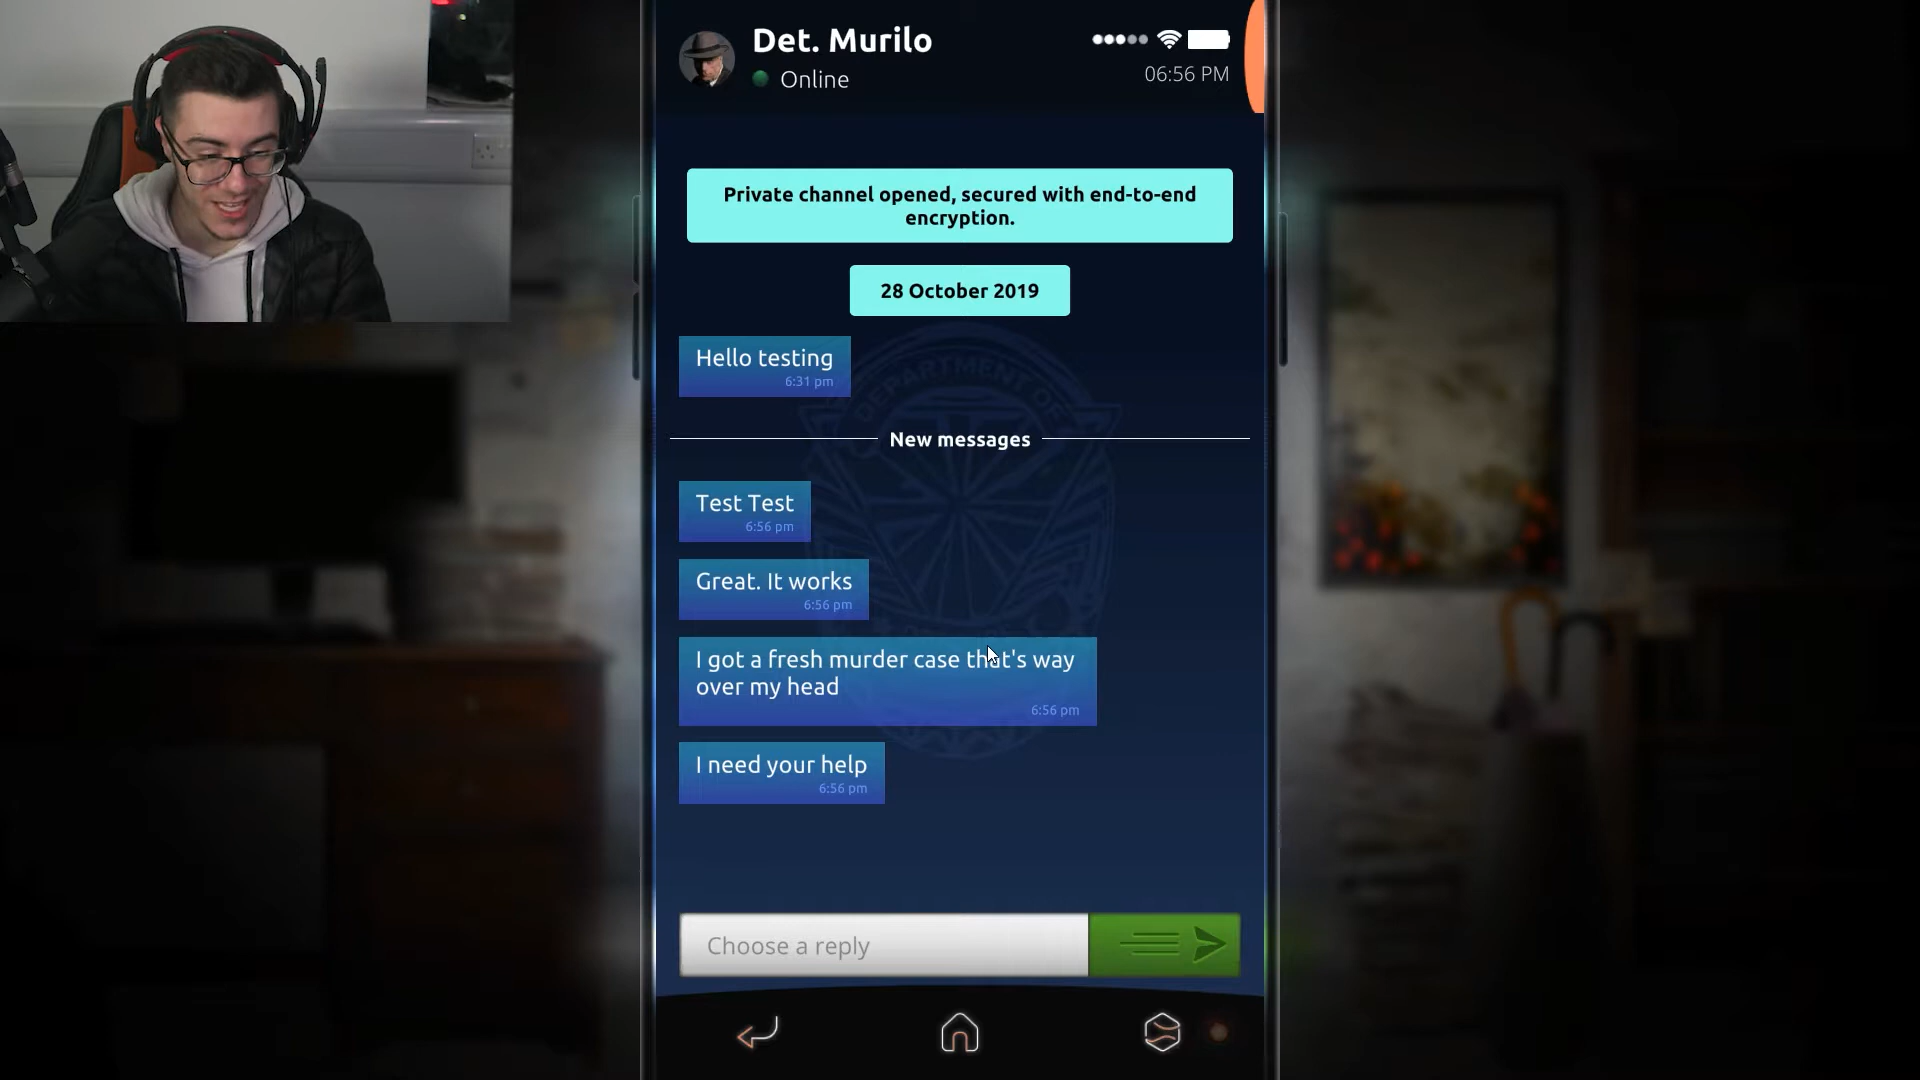 Det. Murilo
Online
06:56 PM
Private channel opened, secured with end-to-end
encryption.
28 October 2019
Hello testing
6:31 pm
New messages
Test Test
6:56 pm
Great. It works
6:56 pm
I got a fresh murder case that's way
over my head
6:56 pm
I need your help
6:56 pm
DEPARTMENT OF
Choose a reply